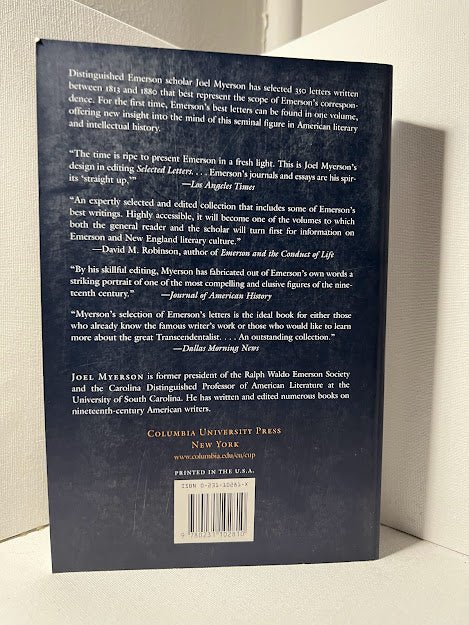 Distinguished Emerson scholar Joel Myerson has selected 350 letters written
between 1813 and 1880 that best represent the scope of Emerson's correspon-
dence. For the first time, Emerson's best letters can be found in one volume,
offering new insight into the mind of this seminal figure in American literary
and intellectual history.
"The time is ripe to present Emerson in a fresh light. This is Joel Myerson's
design in editing Selected Letters. . . . Emerson's journals and essays are his spir-
its 'straight up.'" —Los Angeles Times
"An expertly selected and edited collection that includes some of Emerson's
best writings. Highly accessible, it will become one of the volumes to which
both the general reader and the scholar will turn first for information on
Emerson and New England literary culture."
—David M. Robinson, author of Emerson and the Conduct of Life
"By his skillful editing, Myerson has fabricated out of Emerson's own words a
striking portrait of one of the most compelling and elusive figures of the nine-
teenth century." —Journal of American History
"Myerson's selection of Emerson's letters is the ideal book for either those
who already know the famous writer's work or those who would like to learn
more about the great Transcendentalist. . . . An outstanding collection."
—Dallas Morning News
JOEL MYERSON is former president of the Ralph Waldo Emerson Society
and the Carolina Distinguished Professor of American Literature at the
University of South Carolina. He has written and edited numerous books on
nineteenth-century American writers.
COLUMBIA UNIVERSITY PRESS
NEW YORK
www.columbia.edu/cu/cup
PRINTED IN THE U.S.A.
ISBN 0-231-10281-X
9 780231 102810